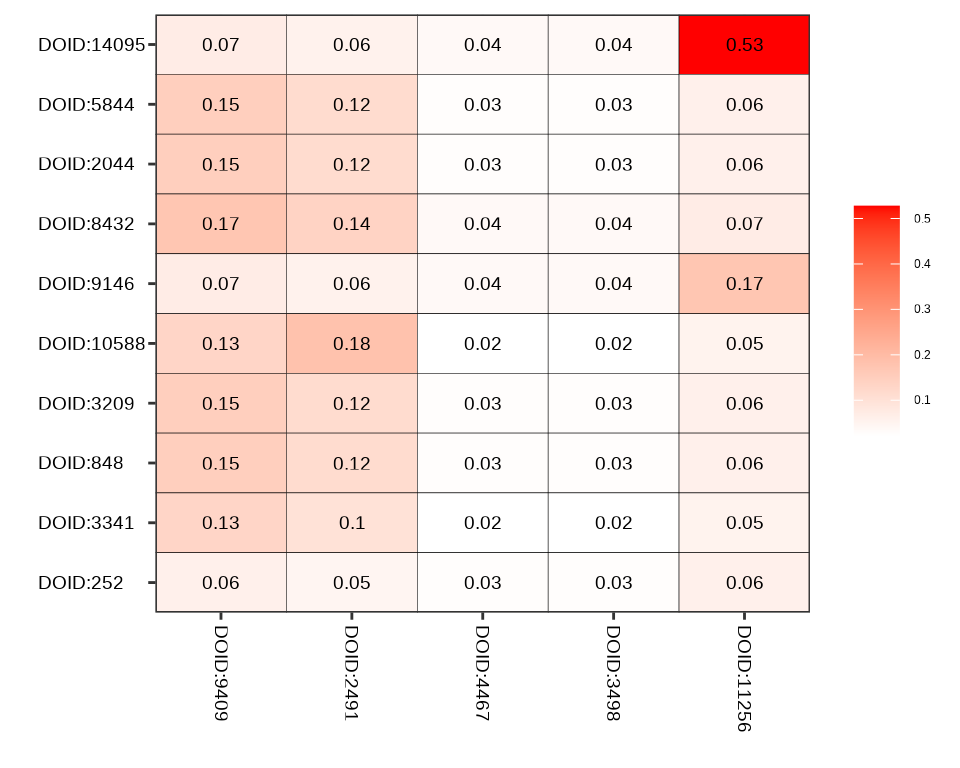 DOID:14095 0.07 0.06 0.04 0.04 0.53
DOID:5844 0.15 0.12 0.03 0.03 0.06
DOID:2044 0.15 0.12 0.03 0.03 0.06
DOID:8432 0.17 0.14 0.04 0.04 0.07
DOID:9146 0.07 0.06 0.04 0.04 0.17
DOID:10588 0.13 0.18 0.02 0.02 0.05
DOID:3209 0.15 0.12 0.03 0.03 0.06
DOID:848 0.15 0.12 0.03 0.03 0.06
DOID:3341 0.13 0.1 0.02 0.02 0.05
DOID:252 0.06 0.05 0.03 0.03 0.06
DOID:9409
DOID:2491
DOID:4467
DOID:3498
DOID:11256
0.5
0.4
0.3
0.2
0.1